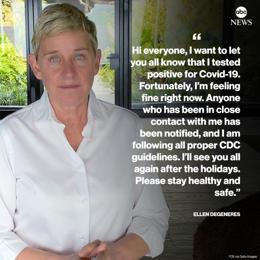 abc
NEWS
“
Hi everyone, I want to let
you all know that I tested
positive for Covid-19.
Fortunately, I'm feeling
fine right now. Anyone
who has been in close
contact with me has
been notified, and I am
following all proper CDC
guidelines. I'll see you all
again after the holidays.
Please stay healthy and
safe.”
ELLEN DEGENERES